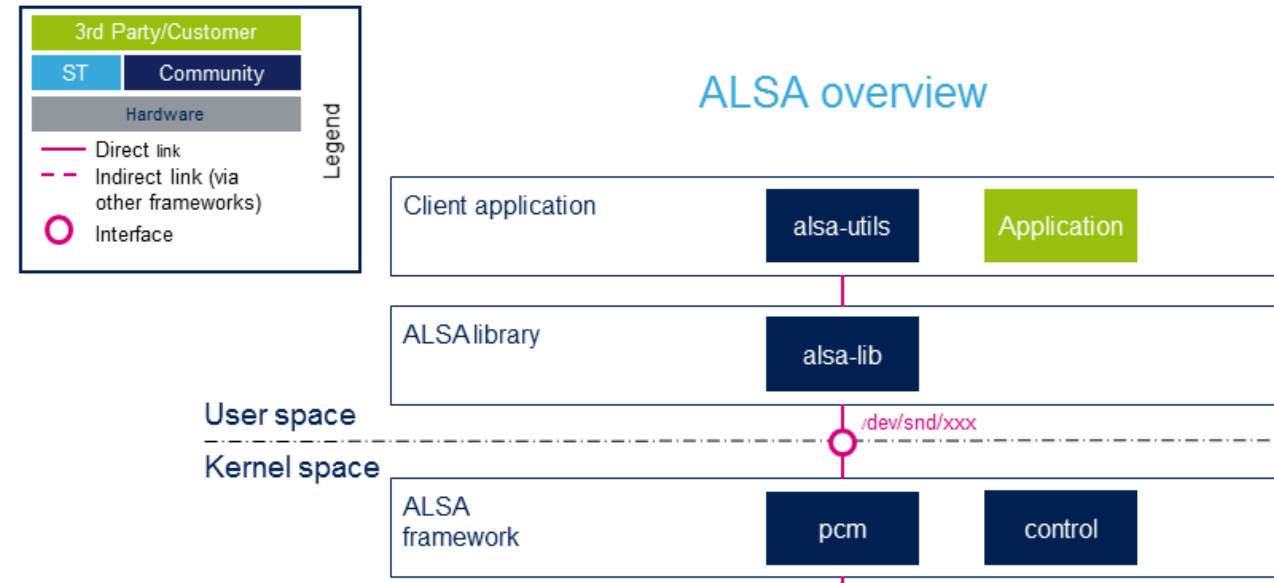 3rd Party/Customer
ST
Community
Hardware
Direct link
Indirect link (via
other frameworks)
Interface
Legend
ALSA overview
Client application
alsa-utils
Application
ALSA library
alsa-lib
User space
/dev/snd/xxx
Kernel space
ALSA
framework
pcm
control